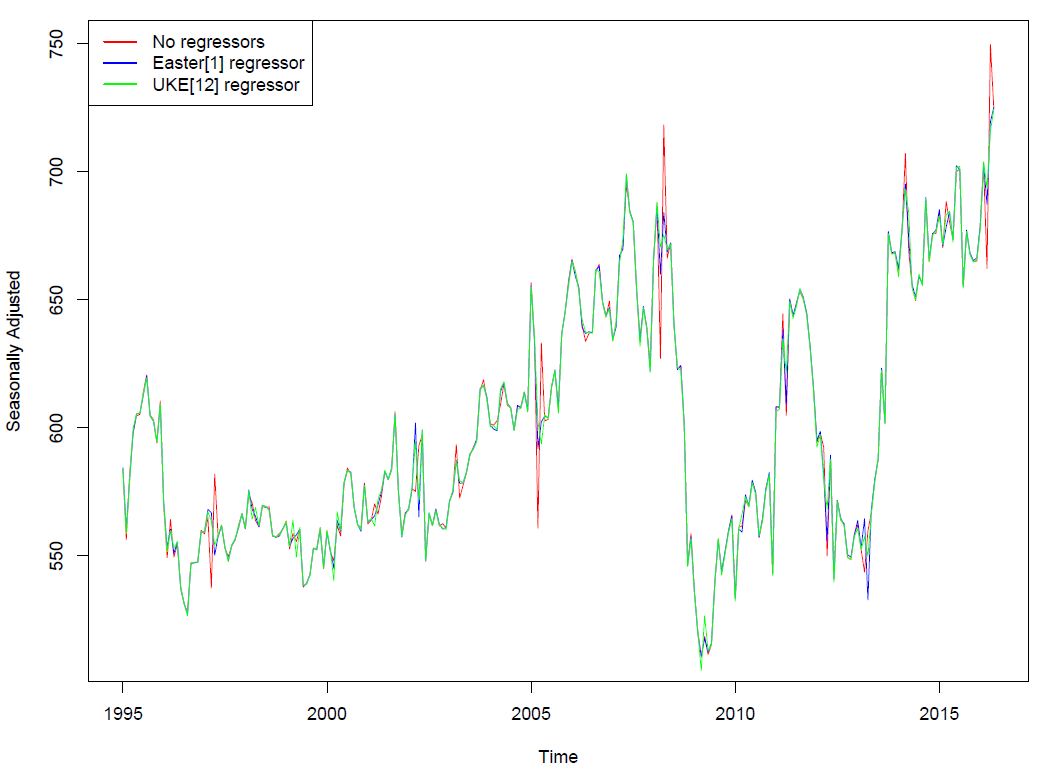 No regressors
Easter[1] regressor
UKE[12] regressor
Seasonally Adjusted
750
700
650
600
550
1995 2000 2005 2010 2015
Time